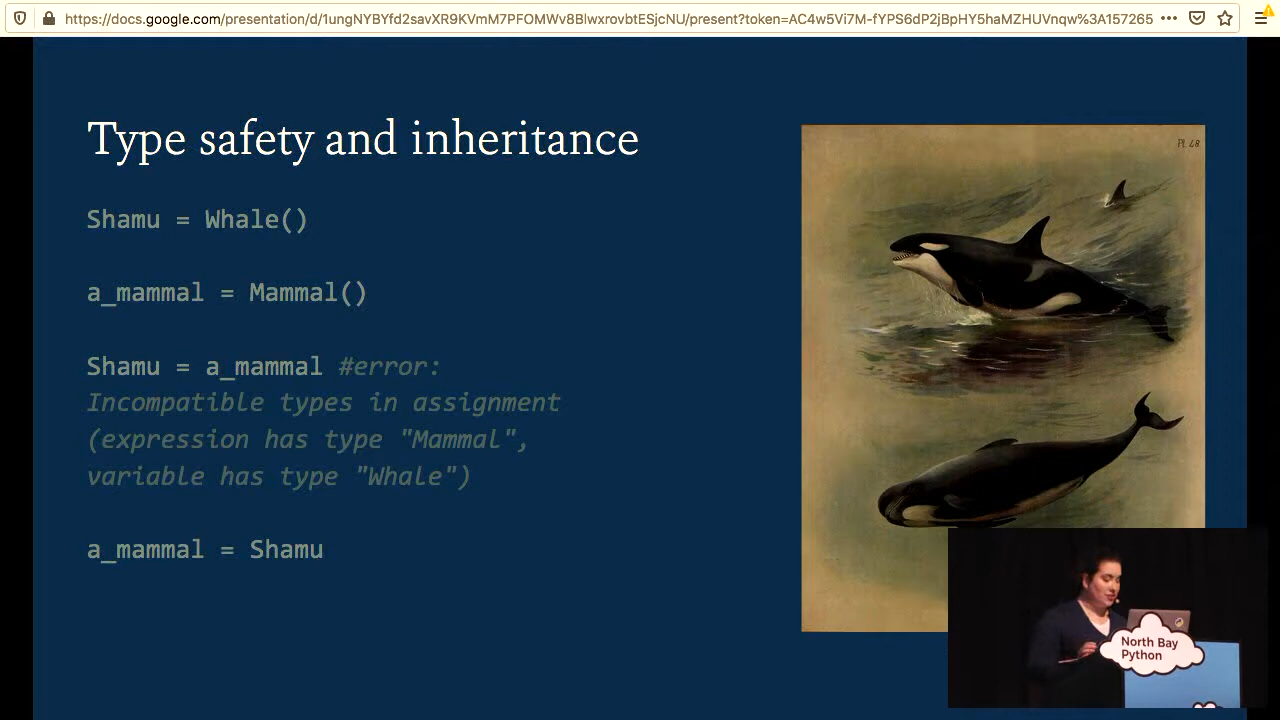 https://docs.google.com/presentation/d/1ungNYBYfd2savXR9KVmM7PFOMWv8BlwxrovbtESjcNU/present?token=AC4w5Vi7M-fYPS6dP2jBpHY5haMZHUVnqw%3A157265
Type safety and inheritance
Shamu = Whale()
a_mammal = Mammal()
Shamu = a_mammal #error:
Incompatible types in assignment
(expression has type "Mammal",
variable has type "Whale")
a_mammal = Shamu
Pl. 48
North Bay
Python